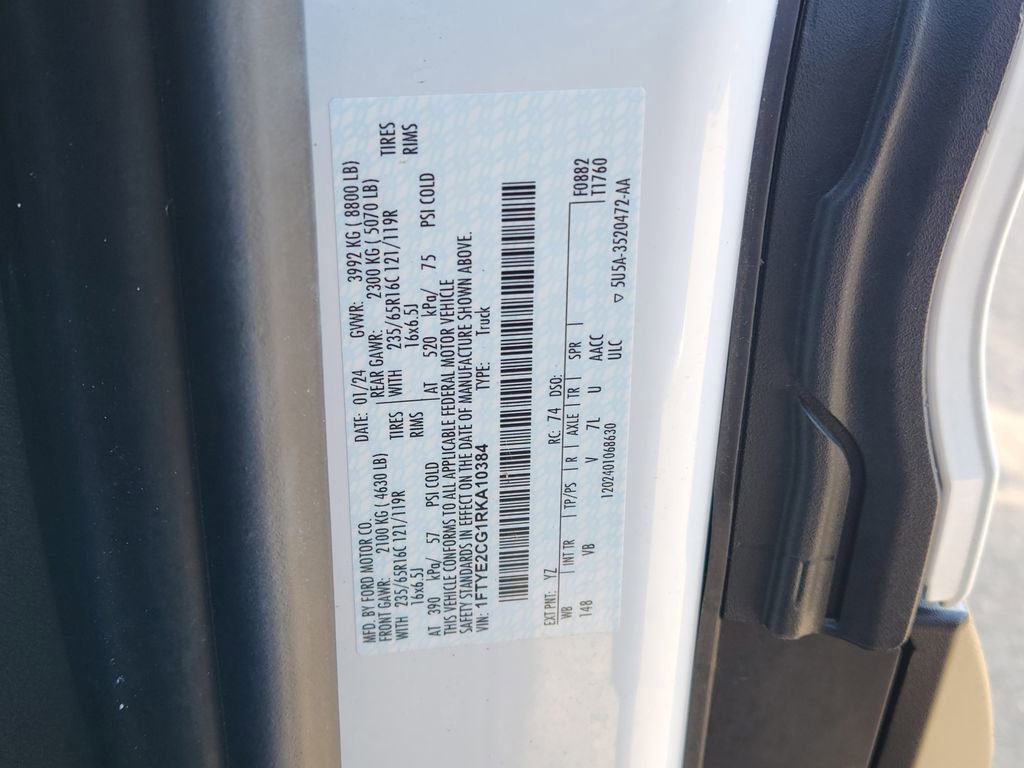 MFD. BY FORD MOTOR CO.
DATE: 01/24 GVWR: 3992 KG ( 8800 LB)
FRONT GAWR: 2100 KG ( 4630 LB) REAR GAWR: 2300 KG ( 5070 LB)
WITH 235/65R16C 121/119R TIRES WITH 235/65R16C 121/119R TIRES
16x6.5J RIMS 16x6.5J RIMS
AT 390 kPa/ 57 PSI COLD AT 520 kPa/ 75 PSI COLD
THIS VEHICLE CONFORMS TO ALL APPLICABLE FEDERAL MOTOR VEHICLE
SAFETY STANDARDS IN EFFECT ON THE DATE OF MANUFACTURE SHOWN ABOVE.
VIN: 1FTYE2CG1RKA10384 TYPE: Truck
EXT PNT: YZ RC: 74 DSO: F0882
WB INT TR TP/PS R AXLE TR SPR T1760
148 VB V 7L U AACC
1202401068630 ULC
5U5A-3520472-AA